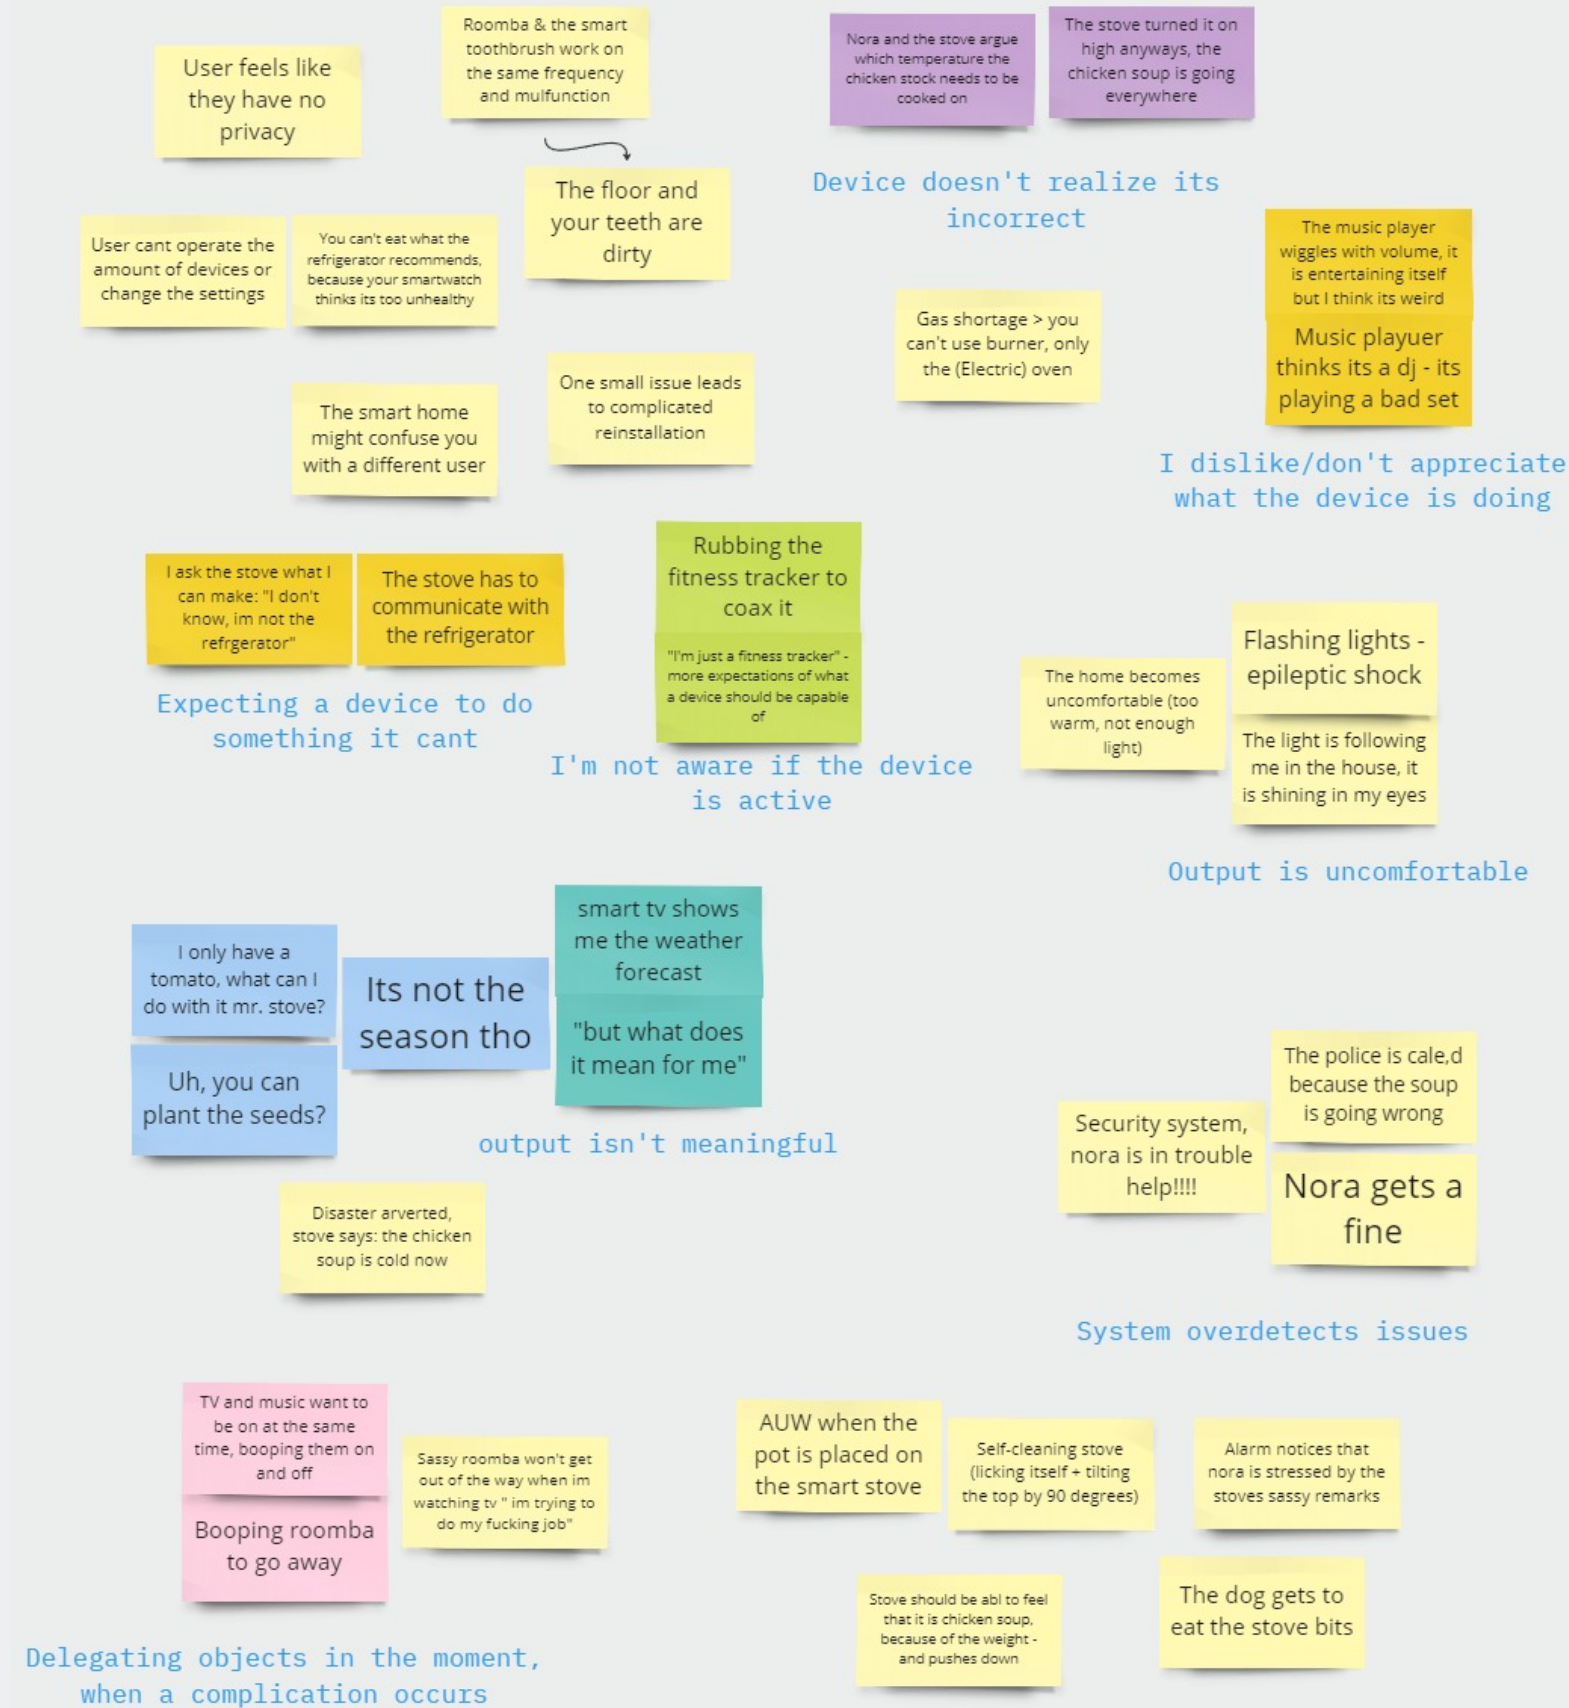 User feels like
they have no
privacy
Roomba & the smart
toothbrush work on
the same frequency
and mulfunction
The floor and
your teeth are
dirty
Nora and the stove argue
which temperature the
chicken stock needs to be
cooked on
The stove turned it on
high anyways, the
chicken soup is going
everywhere
Device doesn't realize its
incorrect
User cant operate the
amount of devices or
change the settings
You can't eat what the
refrigerator recommends,
because your smartwatch
thinks its too unhealthy
The music player
wiggles with volume, it
is entertaining itself
but I think its weird
Music playuer
thinks its a dj - its
playing a bad set
I dislike/don't appreciate
what the device is doing
Gas shortage > you
can't use burner, only
the (Electric) oven
The smart home
might confuse you
with a different user
One small issue leads
to complicated
reinstallation
I ask the stove what I
can make: "I don't
know, im not the
refrgerator"
The stove has to
communicate with
the refrigerator
Expecting a device to do
something it cant
Rubbing the
fitness tracker to
coax it
"I'm just a fitness tracker" -
more expectations of what
a device should be capable
of
I'm not aware if the device
is active
The home becomes
uncomfortable (too
warm, not enough
light)
Flashing lights -
epileptic shock
The light is following
me in the house, it
is shining in my eyes
Output is uncomfortable
I only have a
tomato, what can I
do with it mr. stove?
Uh, you can
plant the seeds?
Its not the
season tho
smart tv shows
me the weather
forecast
"but what does
it mean for me"
output isn't meaningful
Disaster arverted,
stove says: the chicken
soup is cold now
Security system,
nora is in trouble
help!!!!
The police is cale,d
because the soup
is going wrong
Nora gets a
fine
System overdetects issues
TV and music want to
be on at the same
time, booping them on
and off
Booping roomba
to go away
Sassy roomba won't get
out of the way when im
watching tv " im trying to
do my fucking job"
Delegating objects in the moment,
when a complication occurs
AUW when the
pot is placed on
the smart stove
Self-cleaning stove
(licking itself + tilting
the top by 90 degrees)
Alarm notices that
nora is stressed by the
stoves sassy remarks
Stove should be abl to feel
that it is chicken soup,
because of the weight -
and pushes down
The dog gets to
eat the stove bits